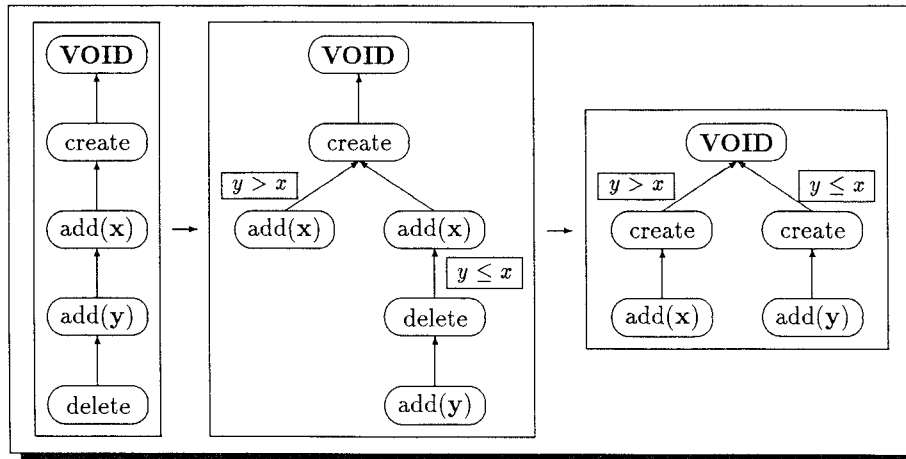 VOID
create
add(x)
add(y)
delete
VOID
create
y > x
add(x)
add(x)
y ≤ x
delete
add(y)
VOID
y > x
y ≤ x
create
create
add(x)
add(y)